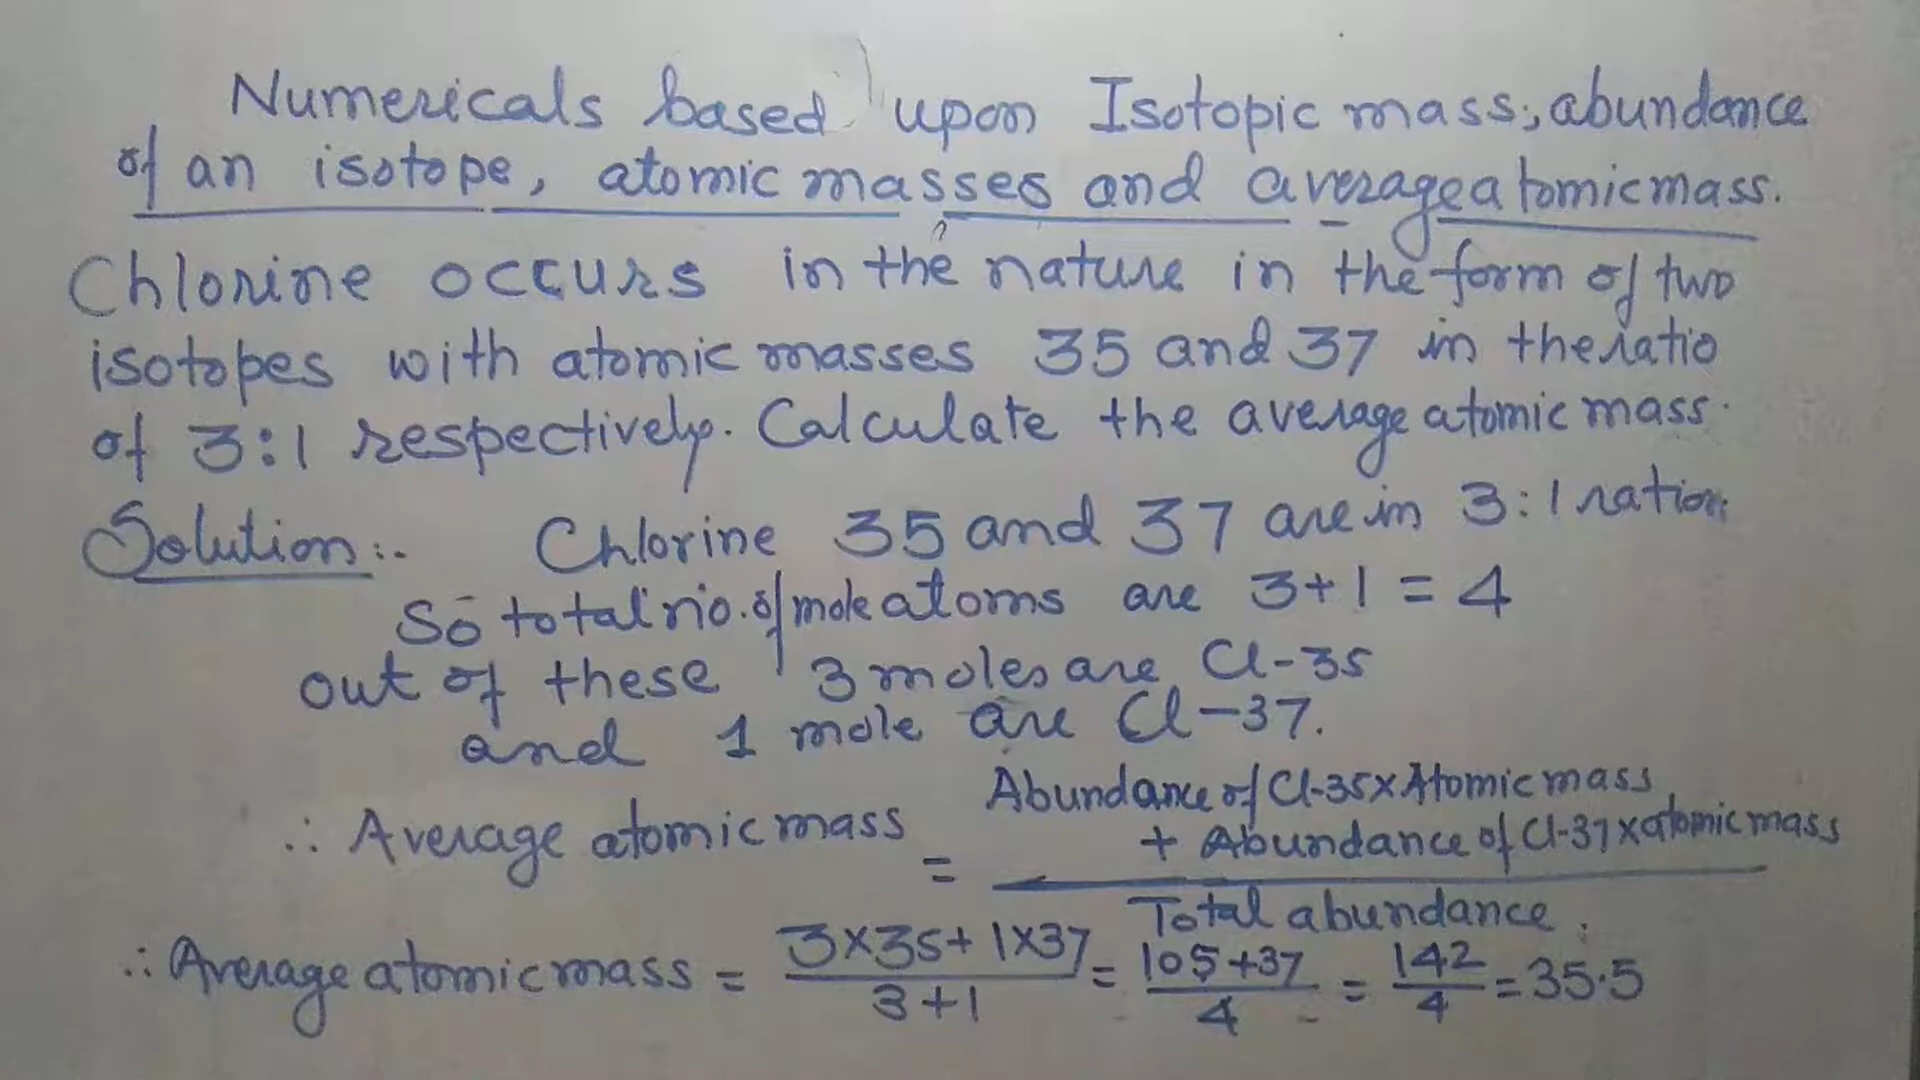 Numericals based upon Isotopic mass, abundance
of an isotope, atomic masses and average atomic mass.
Chlorine occurs in the nature in the form of two
isotopes with atomic masses 35 and 37 in the ratio
of 3:1 respectively. Calculate the average atomic mass.
Solution:- Chlorine 35 and 37 are in 3:1 ration
So total no. of mole atoms are 3+1 = 4
out of these 3 moles are Cl-35
and 1 mole are Cl-37.
∴ Average atomic mass = Abundance of Cl-35 x Atomic mass
+ Abundance of Cl-37 x atomic mass
Total abundance.
∴ Average atomic mass = 3x35+1x37/3+1 = 105+37/4 = 142/4 = 35.5